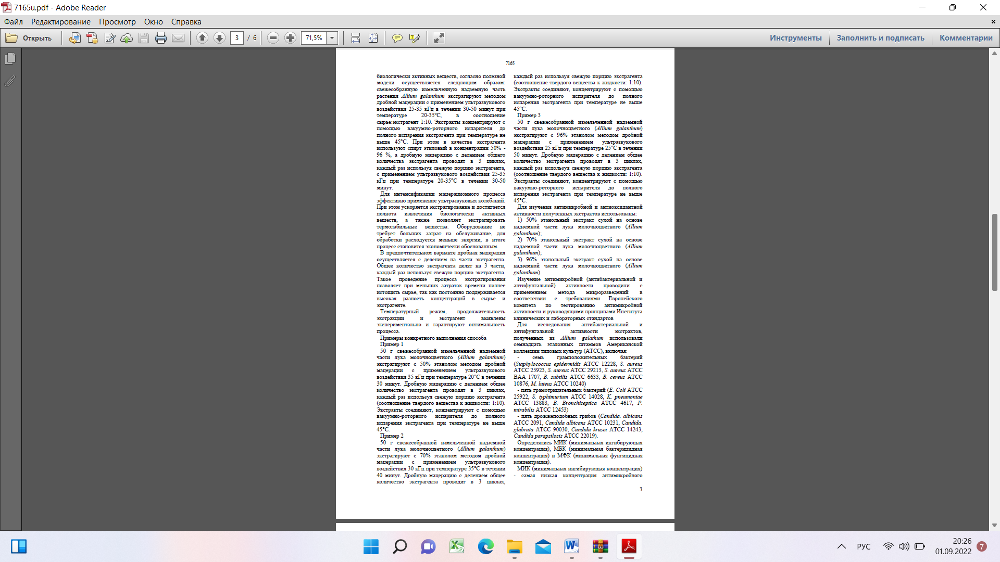 7165u.pdf - Adobe Reader
Файл Редактирование Просмотр Окно Справка
Открыть 3 / 6 71,5% Инструменты Заполнить и подписать Комментарии
7165
биологически активных веществ, согласно полезной
модели осуществляется следующим образом:
свежесобранную измельченную надземную часть
растения Allium galanthum экстрагируют методом
дробной мацерации с применением ультразвукового
воздействия 25-35 кГц в течении 30-50 минут при
температуре 20-35°С, в соотношение
сырье:экстрагент 1:10. Экстракты концентрируют с
помощью вакуумно-роторного испарителя до
полного испарения экстрагента при температуре не
выше 45°С. При этом в качестве экстрагента
используют спирт этиловый в концентрации 50% -
96 %, а дробную мацерацию с делением общего
количества экстрагента проводят в 3 циклах,
каждый раз используя свежую порцию экстрагента,
с применением ультразвукового воздействия 25-35
кГц при температуре 20-35°С в течении 30-50
минут.
Для интенсификации мацерационного процесса
эффективно применение ультразвуковых колебаний.
При этом ускоряется экстрагирование и достигается
полнота извлечения биологически активных
веществ, а также позволяет экстрагировать
термолабильные вещества. Оборудование не
требует больших затрат на обслуживание, для
обработки расходуется меньше энергии, в итоге
процесс становится экономически обоснованным.
В предпочтительном варианте дробная мацерация
осуществляется с делением на части экстрагента.
Общее количество экстрагента делят на 3 части,
каждый раз используя свежую порцию экстрагента.
Такое проведение процесса экстрагирования
позволяет при меньших затратах времени полнее
истощить сырье, так как постоянно поддерживается
высокая разность концентраций в сырье и
экстрагенте.
Температурный режим, продолжительность
экстракции и экстрагент выявлены
экспериментально и гарантируют оптимальность
процесса.
Примеры конкретного выполнения способа
Пример 1
50 г свежесобранной измельченной надземной
части лука молочноцветного (Allium galanthum)
экстрагируют с 50% этанолом методом дробной
мацерации с применением ультразвукового
воздействия 35 кГц при температуре 20°С в течении
30 минут. Дробную мацерацию с делением общее
количество экстрагента проводят в 3 циклах,
каждый раз используя свежую порцию экстрагента
(соотношение твердого вещества к жидкости: 1:10).
Экстракты соединяют, концентрируют с помощью
вакуумно-роторного испарителя до полного
испарения экстрагента при температуре не выше
45°С.
Пример 2
50 г свежесобранной измельченной надземной
части лука молочноцветного (Allium galanthum)
экстрагируют с 70% этанолом методом дробной
мацерации с применением ультразвукового
воздействия 30 кГц при температуре 35°С в течении
40 минут. Дробную мацерацию с делением общее
количество экстрагента проводят в 3 циклах,
каждый раз используя свежую порцию экстрагента
(соотношение твердого вещества к жидкости: 1:10).
Экстракты соединяют, концентрируют с помощью
вакуумно-роторного испарителя до полного
испарения экстрагента при температуре не выше
45°С.
Пример 3
50 г свежесобранной измельченной надземной
части лука молочноцветного (Allium galanthum)
экстрагируют с 96% этанолом методом дробной
мацерации с применением ультразвукового
воздействия 25 кГц при температуре 25°С в течении
50 минут. Дробную мацерацию с делением общее
количество экстрагента проводят в 3 циклах,
каждый раз используя свежую порцию экстрагента
(соотношение твердого вещества к жидкости: 1:10).
Экстракты соединяют, концентрируют с помощью
вакуумно-роторного испарителя до полного
испарения экстрагента при температуре не выше
45°С.
Для изучения антимикробной и антиоксидантной
активности полученных экстрактов использованы:
1) 50% этанольный экстракт сухой на основе
надземной части лука молочноцветного (Allium
galanthum);
2) 70% этанольный экстракт сухой на основе
надземной части лука молочноцветного (Allium
galanthum);
3) 96% этанольный экстракт сухой на основе
надземной части лука молочноцветного (Allium
galanthum).
Изучение антимикробной (антибактериальной и
антифунгальной) активности проводили с
применением метода микроразведений в
соответствии с требованиями Европейского
комитета по тестированию антимикробной
активности и руководящими принципами Института
клинических и лабораторных стандартов
Для исследования антибактериальной и
антифунгальной активности экстрактов,
полученных из Allium galathum использовали
семнадцать эталонных штаммов Американской
коллекции типовых культур (АТСС), включая:
- семь грамположительных бактерий
(Staphylococcus epidermidis ATCC 12228, S. aureus
ATCC 25923, S. aureus ATCC 29213, S. aureus ATCC
BAA 1707, B. subtilis ATCC 6633, B. cereus ATCC
10876, M. luteus ATCC 10240)
- пять грамотрицательных бактерий (E. Coli ATCC
25922, S. typhimurium ATCC 14028, K. pneumoniae
ATCC 13883, B. Bronchiseptica ATCC 4617, P.
mirabilis ATCC 12453)
- пять дрожжеподобных грибов (Candida. albicans
ATCC 2091, Candida albicans ATCC 10231, Candida.
glabrata ATCC 90030, Candida krusei ATCC 14243,
Candida parapsilosis ATCC 22019).
Определялись МИК (минимальная ингибирующая
концентрация), МБК (минимальная бактерицидная
концентрация) и МФК (минимальная фунгицидная
концентрация).
МИК (минимальная ингибирующая концентрация)
- самая низкая концентрация антимикробного
3
РУС
20:26
01.09.2022
7